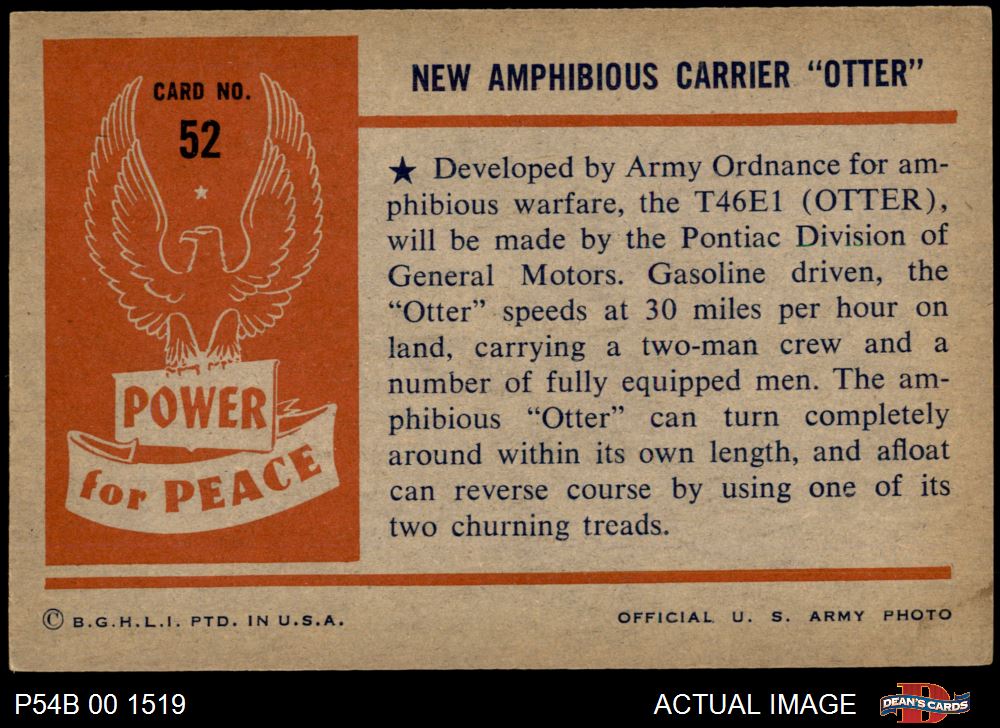 CARD NO.
52
POWER
for PEACE
NEW AMPHIBIOUS CARRIER “OTTER”
★ Developed by Army Ordnance for am-
phibious warfare, the T46E1 (OTTER),
will be made by the Pontiac Division of
General Motors. Gasoline driven, the
“Otter” speeds at 30 miles per hour on
land, carrying a two-man crew and a
number of fully equipped men. The am-
phibious “Otter” can turn completely
around within its own length, and afloat
can reverse course by using one of its
two churning treads.
© B.G.H.L.I. PTD. IN U.S.A.
OFFICIAL U. S. ARMY PHOTO
P54B 00 1519
ACTUAL IMAGE
D
DEAN'S CARDS